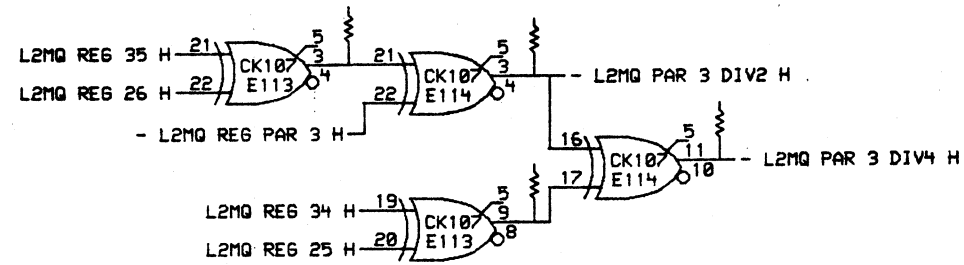 L2MQ REG 35 H
21
CK107
E113
5
3
4
L2MQ REG 26 H
22
21
CK107
E114
5
3
4
- L2MQ PAR 3 DIV2 H
22
- L2MQ REG PAR 3 H
16
CK107
E114
5
11
10
- L2MQ PAR 3 DIV4 H
17
L2MQ REG 34 H
19
CK107
E113
5
9
8
L2MQ REG 25 H
20